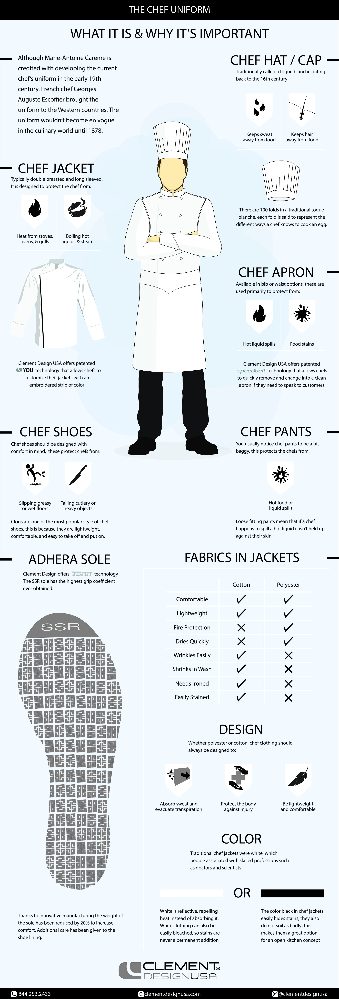 THE CHEF UNIFORM
WHAT IT IS & WHY IT’S IMPORTANT
Although Marie-Antoine Careme is
credited with developing the current
chef’s uniform in the early 19th
century. French chef Georges
Auguste Escoffier brought the
uniform to the Western countries. The
uniform wouldn’t become en vogue
in the culinary world until 1878.
CHEF HAT / CAP
Traditionally called a toque blanche dating
back to the 16th century
Keeps sweat
away from food
Keeps hair
away from food
There are 100 folds in a traditional toque
blanche, each fold is said to represent the
different ways a chef knows to cook an egg.
CHEF JACKET
Typically double breasted and long sleeved.
It is designed to protect the chef from:
Heat from stoves,
ovens, & grills
Boiling hot
liquids & steam
Clement Design USA offers patented
YOU technology that allows chefs to
customize their jackets with an
embroidered strip of color
CHEF APRON
Available in bib or waist options, these are
used primarily to protect from:
Hot liquid spills
Food stains
Clement Design USA offers patented
speedbelt technology that allows chefs
to quickly remove and change into a clean
apron if they need to speak to customers
CHEF SHOES
Chef shoes should be designed with
comfort in mind, these protect chefs from:
Slipping greasy
or wet floors
Falling cutlery or
heavy objects
Clogs are one of the most popular style of chef
shoes, this is because they are lightweight,
comfortable, and easy to take off and put on.
CHEF PANTS
You usually notice chef pants to be a bit
baggy, this protects the chefs from:
Hot food or
liquid spills
Loose fitting pants mean that if a chef
happens to spill a hot liquid it isn’t held up
against their skin.
ADHERA SOLE
Clement Design offers TSAR technology
The SSR sole has the highest grip coefficient
ever obtained.
SSR
Thanks to innovative manufacturing the weight of
the sole has been reduced by 20% to increase
comfort. Additional care has been given to the
shoe lining.
FABRICS IN JACKETS
Cotton Polyester
Comfortable ✓ ✓
Lightweight ✓ ✓
Fire Protection ✕ ✓
Dries Quickly ✕ ✓
Wrinkles Easily ✓ ✕
Shrinks in Wash ✓ ✕
Needs Ironed ✓ ✕
Easily Stained ✓ ✕
DESIGN
Whether polyester or cotton, chef clothing should
always be designed to:
Absorb sweat and
evacuate transpiration
Protect the body
against injury
Be lightweight
and comfortable
COLOR
Traditional chef jackets were white, which
people associated with skilled professions such
as doctors and scientists
OR
White is reflective, repelling
heat instead of absorbing it.
White clothing can also be
easily bleached, so stains are
never a permanent addition
The color black in chef jackets
easily hides stains, they also
do not soil as badly; this
makes them a great option
for an open kitchen concept
CLEMENT®
DESIGNUSA
844.253.2433
clementdesignusa.com
@clementdesignusa